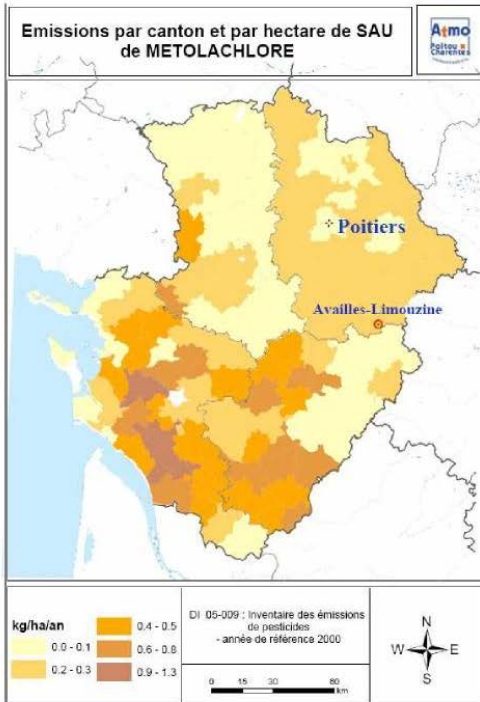 Emissions par canton et par hectare de SAU
de METOLACHLORE
Atmo
Poitou
Charentes
Poitiers
Availles-Limouzine
kg/ha/an
0.0 - 0.1
0.2 - 0.3
0.4 - 0.5
0.6 - 0.8
0.9 - 1.3
DI 05-009 : Inventaire des émissions
de pesticides
- année de référence 2000
0 15 30 60
km
N
W E
S